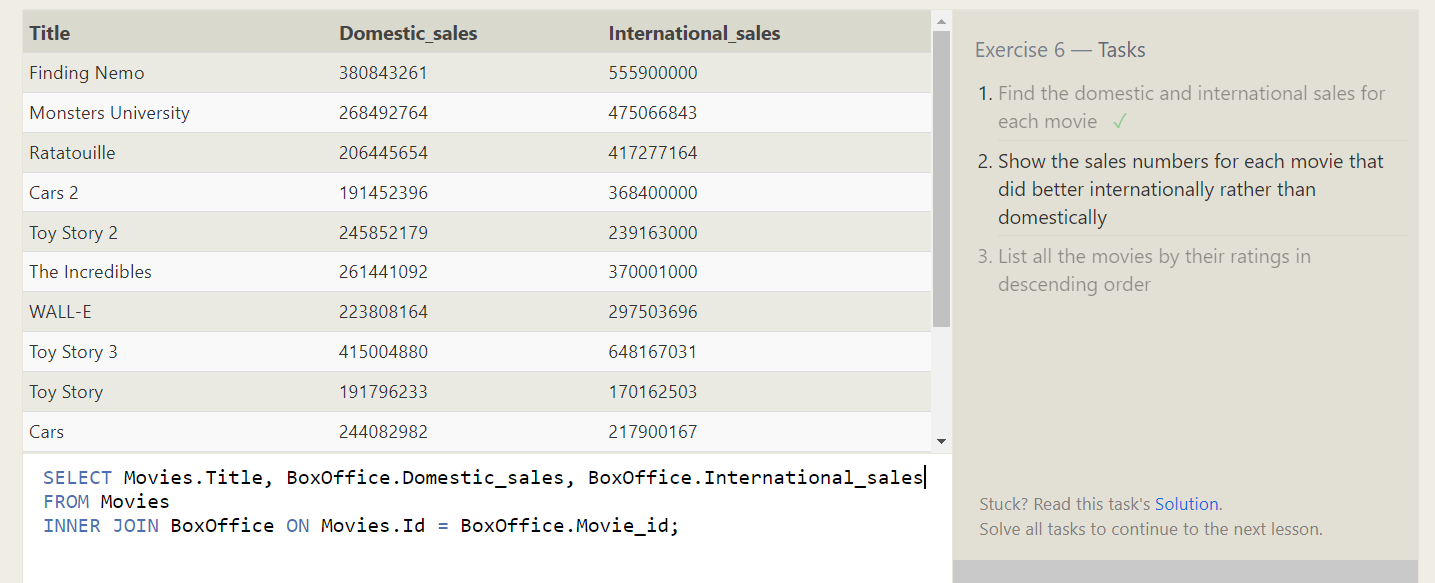 Title Domestic_sales International_sales
Finding Nemo 380843261 555900000
Monsters University 268492764 475066843
Ratatouille 206445654 417277164
Cars 2 191452396 368400000
Toy Story 2 245852179 239163000
The Incredibles 261441092 370001000
WALL-E 223808164 297503696
Toy Story 3 415004880 648167031
Toy Story 191796233 170162503
Cars 244082982 217900167
SELECT Movies.Title, BoxOffice.Domestic_sales, BoxOffice.International_sales
FROM Movies
INNER JOIN BoxOffice ON Movies.Id = BoxOffice.Movie_id;
Exercise 6 — Tasks
1. Find the domestic and international sales for
each movie ✓
2. Show the sales numbers for each movie that
did better internationally rather than
domestically
3. List all the movies by their ratings in
descending order
Stuck? Read this task's Solution.
Solve all tasks to continue to the next lesson.